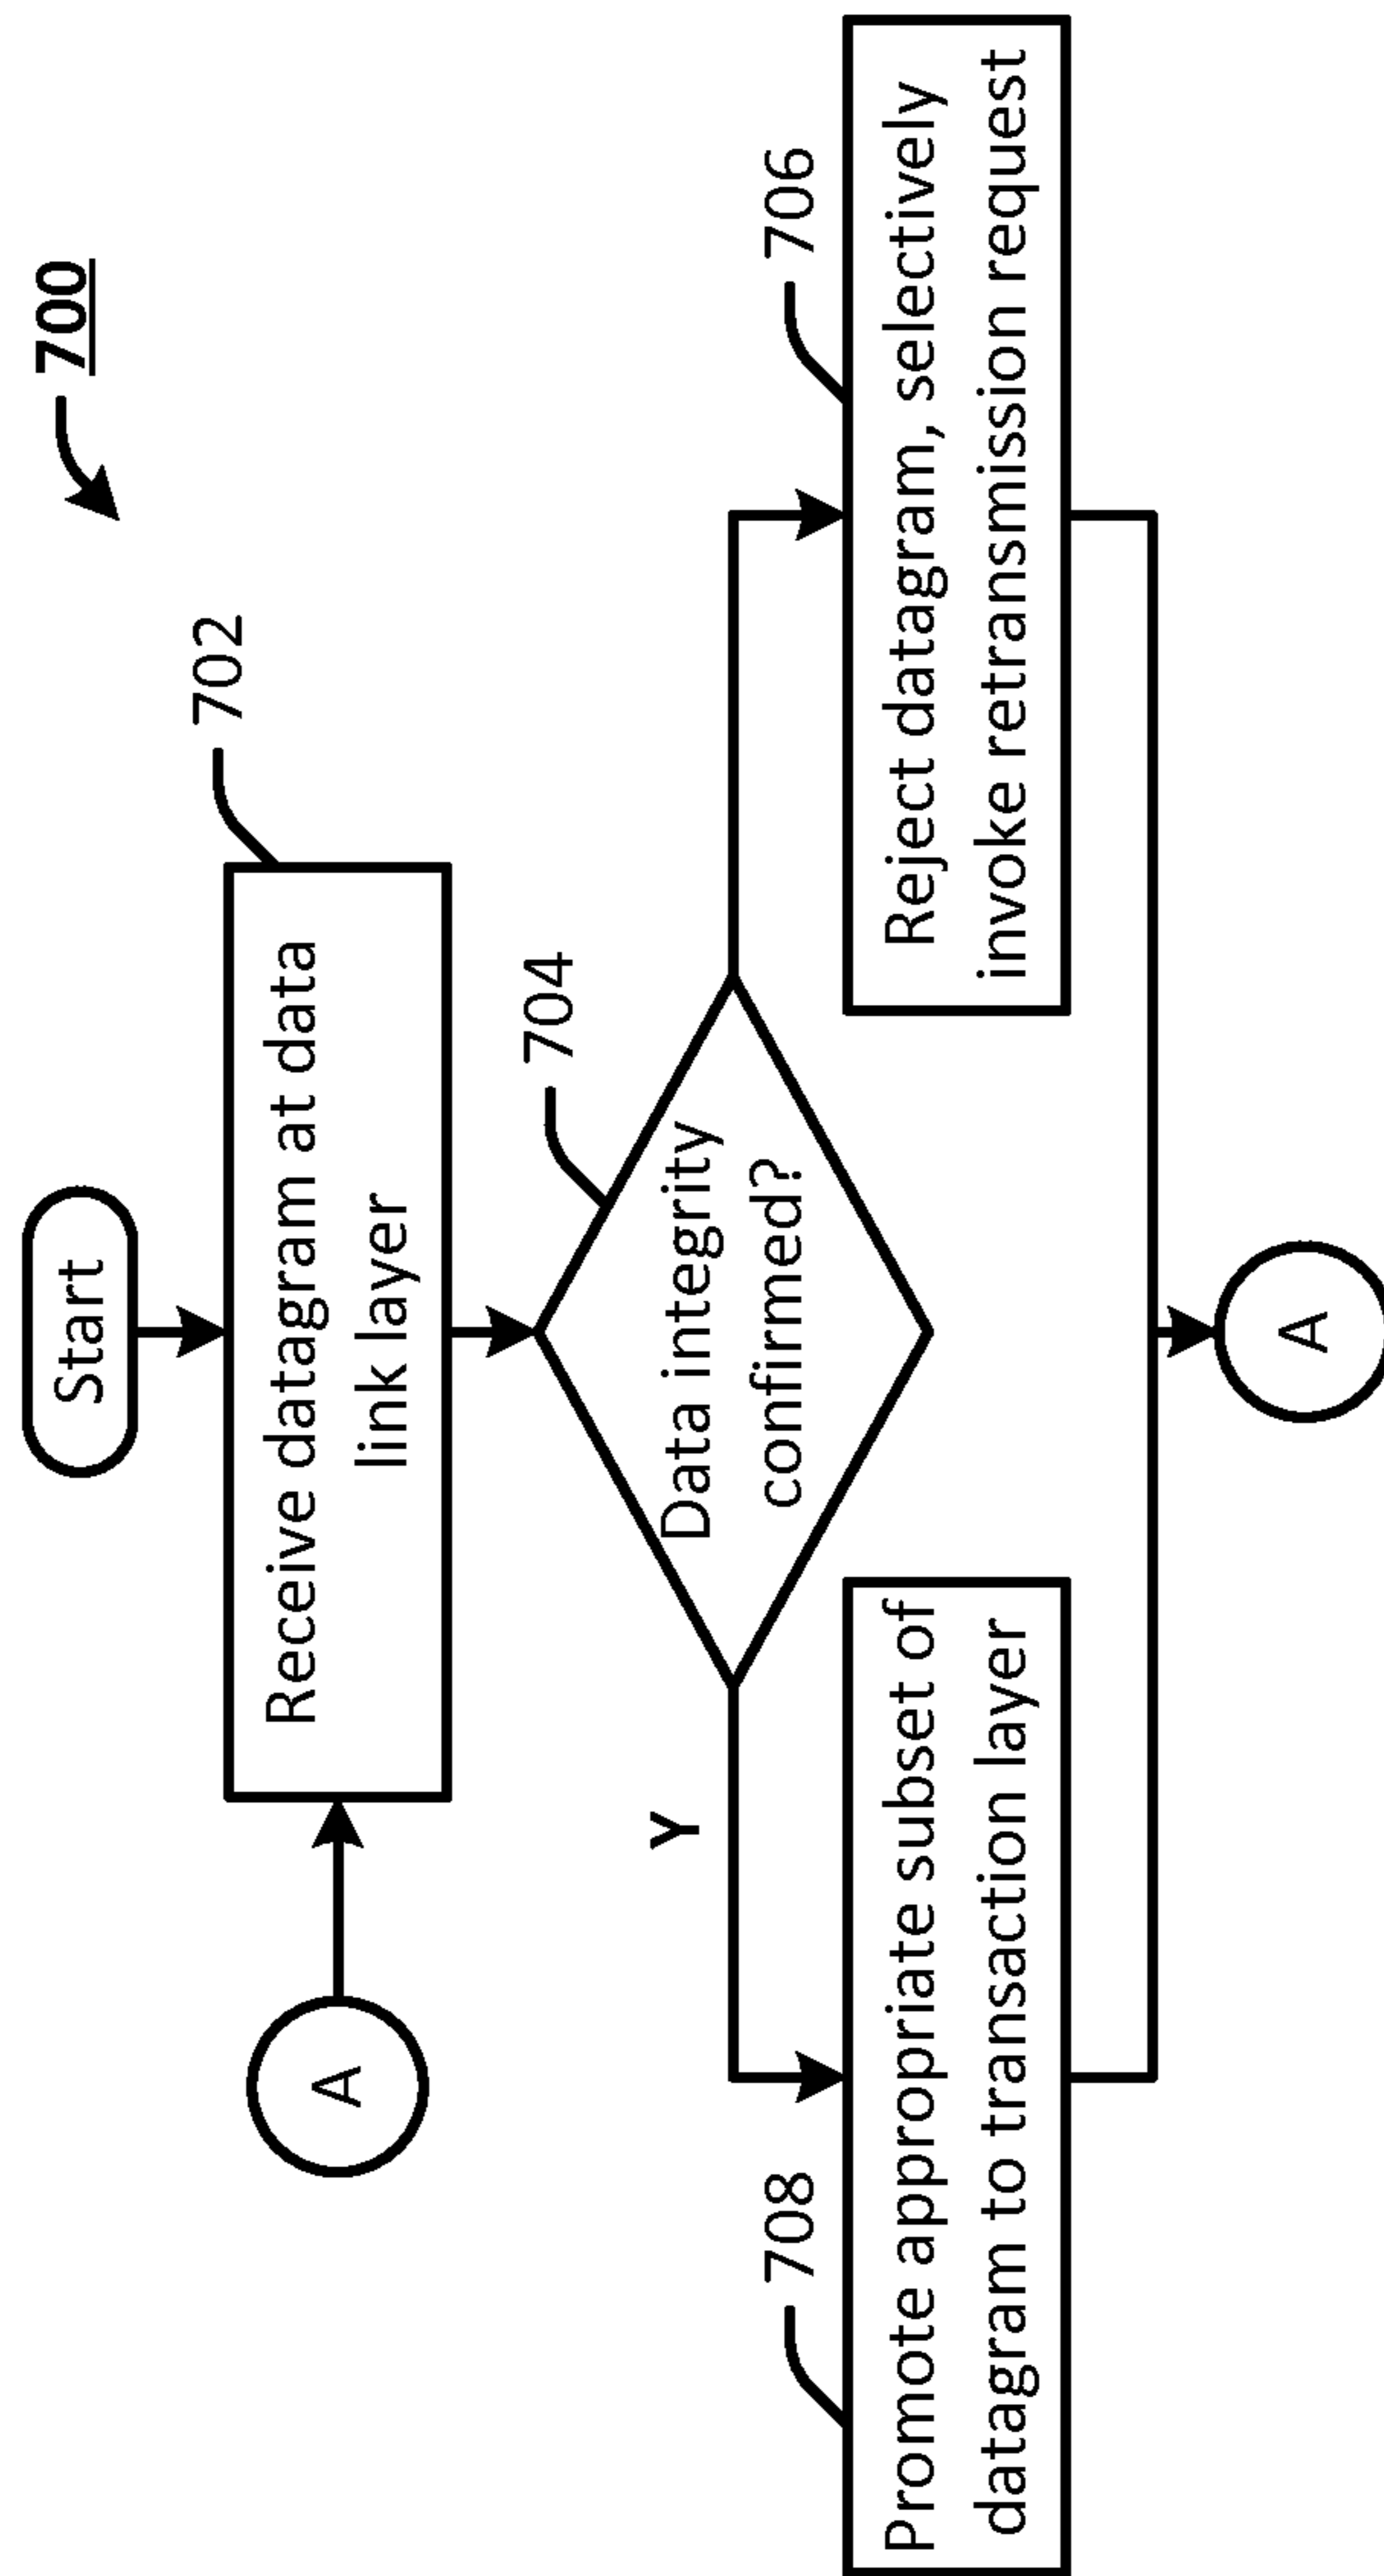 700
Start
702
A
Receive datagram at data
link layer
704
Data integrity
confirmed?
Y
708
Promote appropriate subset of
datagram to transaction layer
706
Reject datagram, selectively
invoke retransmission request
A